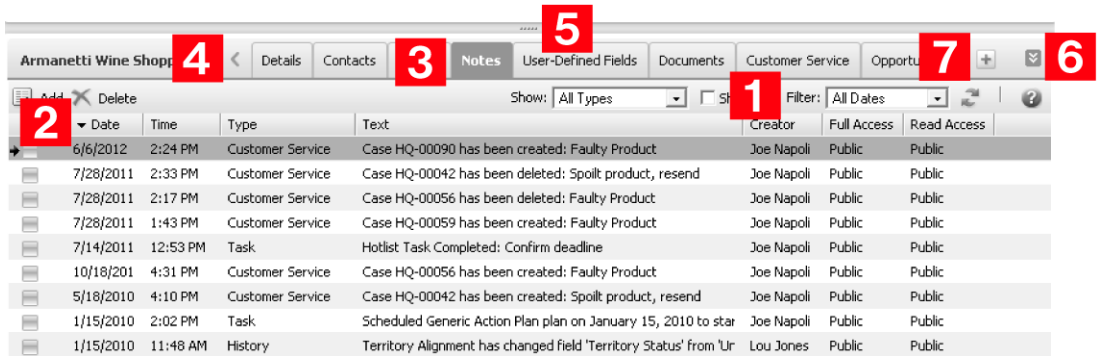 5
Armanetti Wine Shopp 4 Details Contacts 3 Notes User-Defined Fields Documents Customer Service Opportu 7 6
Add Delete Show: All Types 1 Filter: All Dates ?
2 Date Time Type Text Creator Full Access Read Access
6/6/2012 2:24 PM Customer Service Case HQ-00090 has been created: Faulty Product Joe Napoli Public Public
7/28/2011 2:33 PM Customer Service Case HQ-00042 has been deleted: Spoilt product, resend Joe Napoli Public Public
7/28/2011 2:17 PM Customer Service Case HQ-00056 has been deleted: Faulty Product Joe Napoli Public Public
7/28/2011 1:43 PM Customer Service Case HQ-00059 has been created: Faulty Product Joe Napoli Public Public
7/14/2011 12:53 PM Task Hotlist Task Completed: Confirm deadline Joe Napoli Public Public
10/18/201 4:31 PM Customer Service Case HQ-00056 has been created: Faulty Product Joe Napoli Public Public
5/18/2010 4:10 PM Customer Service Case HQ-00042 has been created: Spoilt product, resend Joe Napoli Public Public
1/15/2010 2:02 PM Task Scheduled Generic Action Plan plan on January 15, 2010 to star Joe Napoli Public Public
1/15/2010 11:48 AM History Territory Alignment has changed field 'Territory Status' from 'Ur Lou Jones Public Public